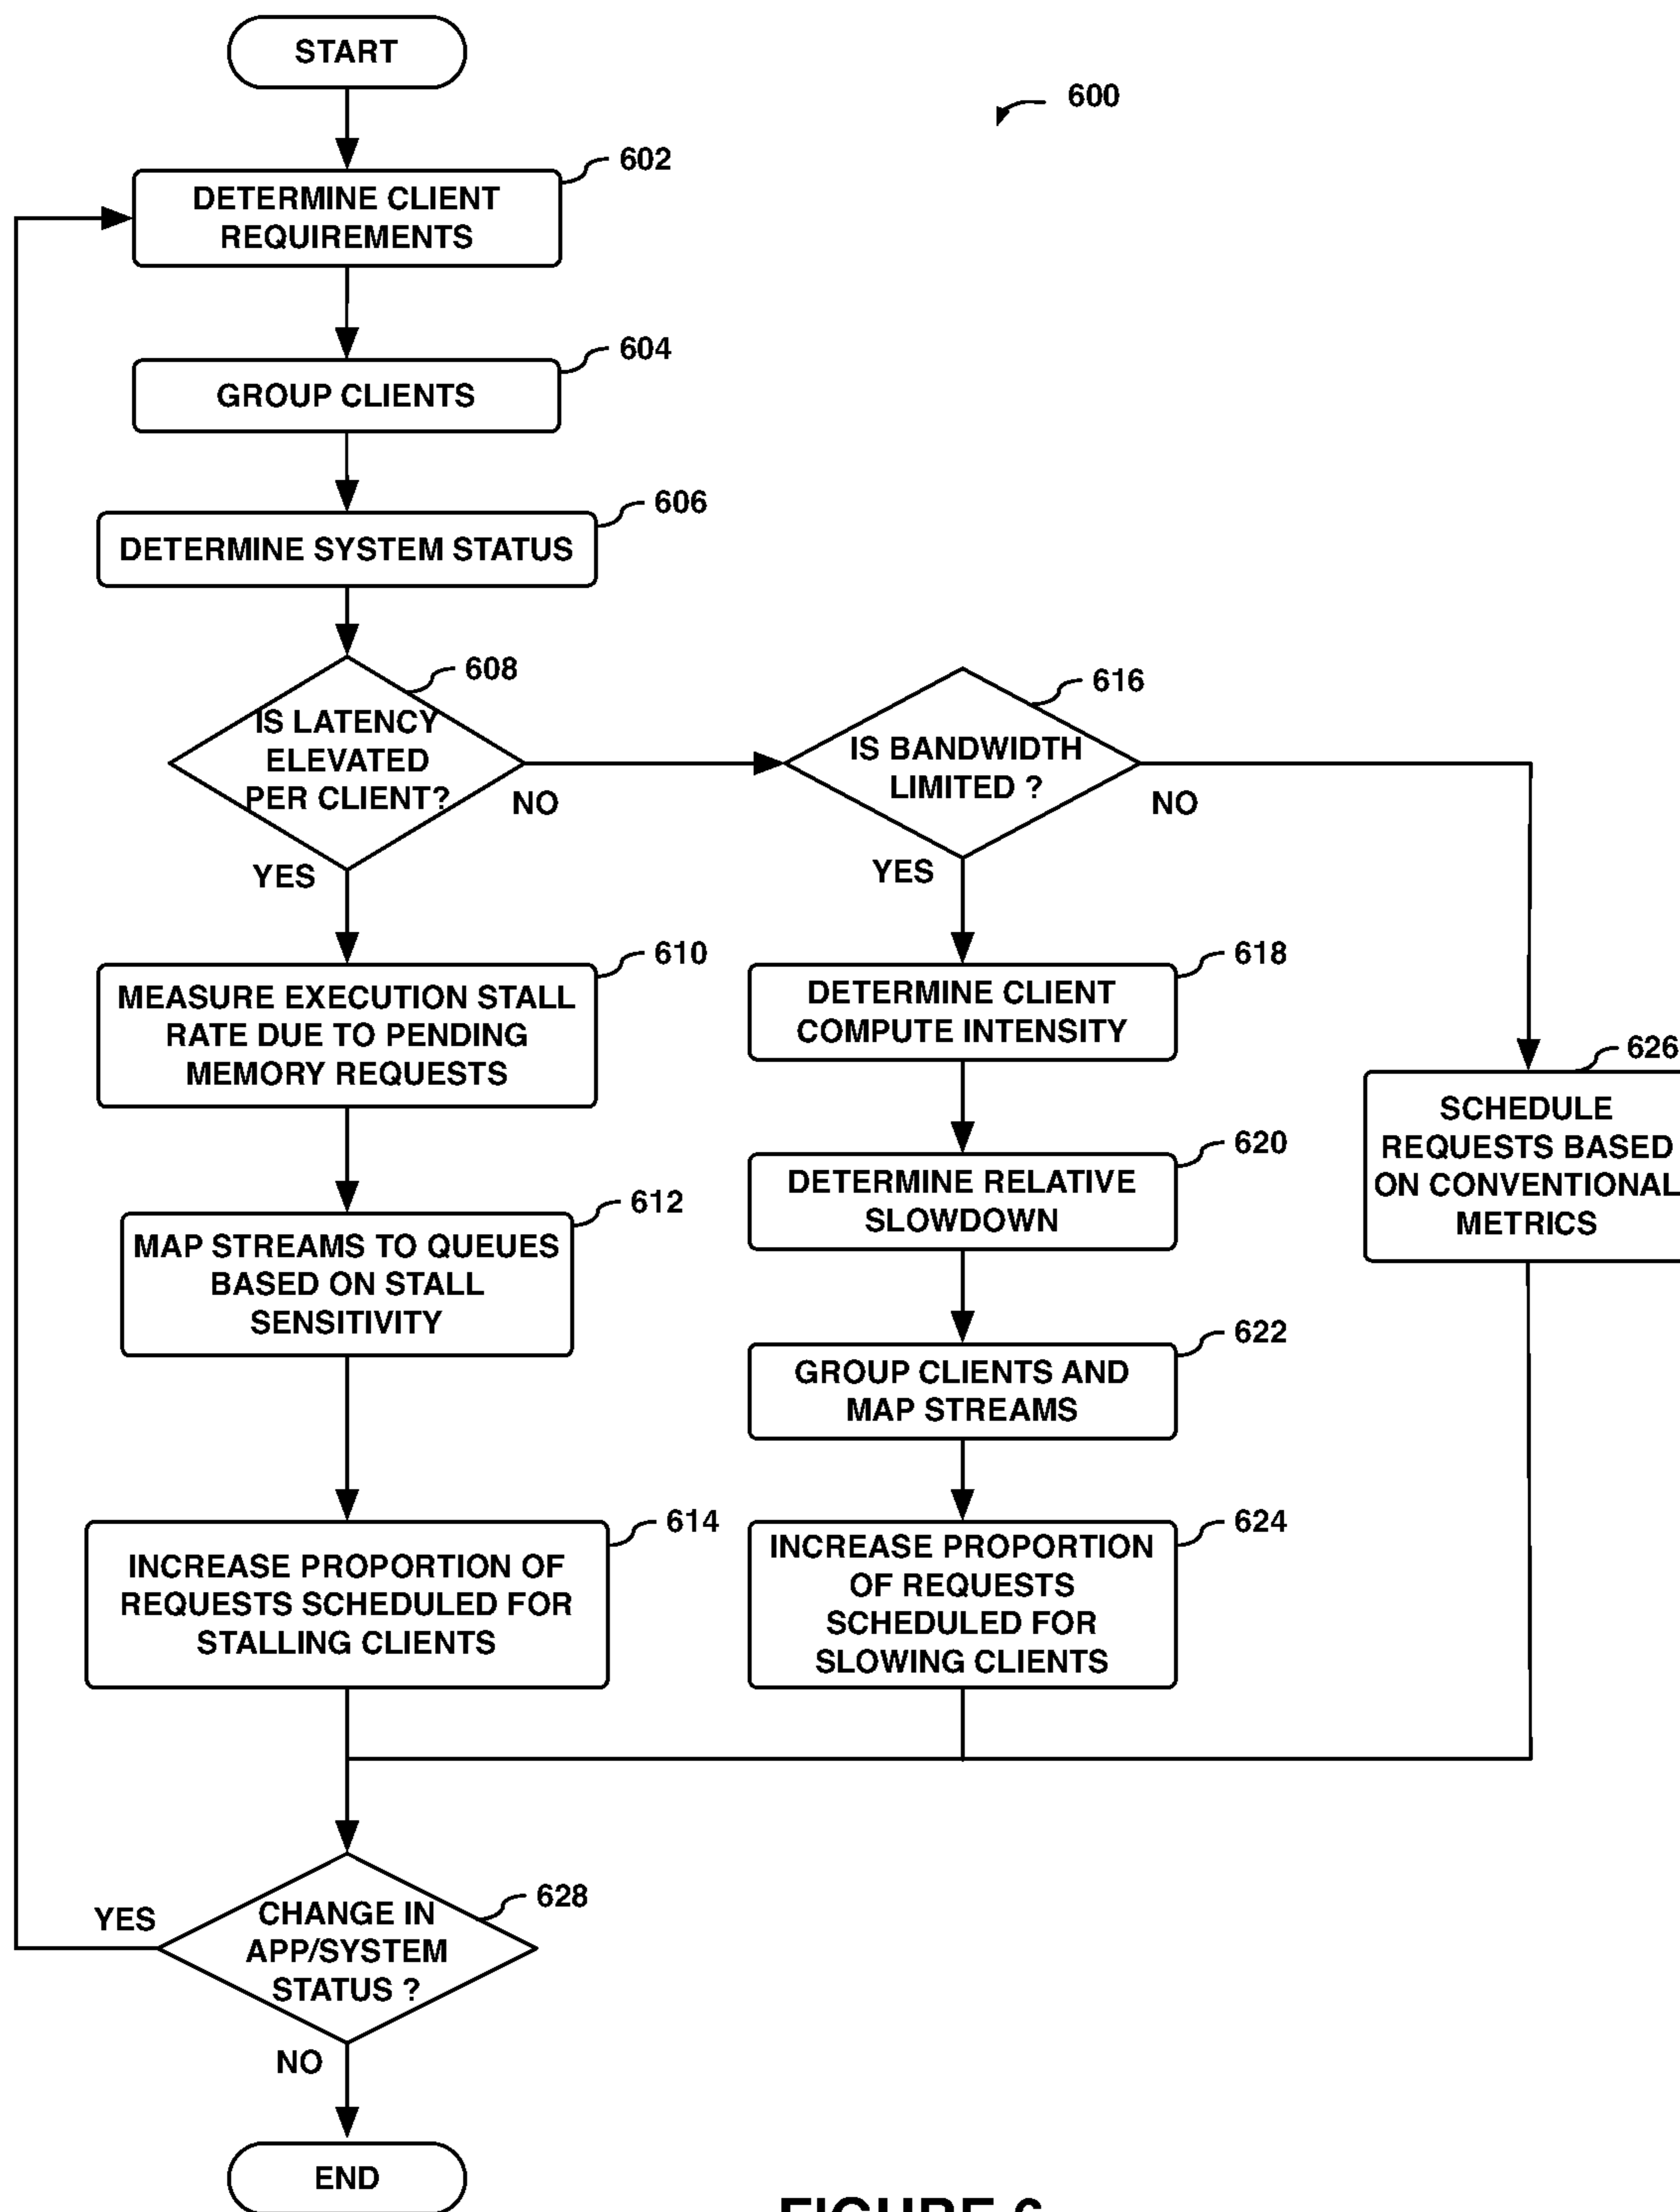 START
600
602
DETERMINE CLIENT
REQUIREMENTS
604
GROUP CLIENTS
606
DETERMINE SYSTEM STATUS
608
IS LATENCY
ELEVATED
PER CLIENT?
NO
YES
616
IS BANDWIDTH
LIMITED ?
NO
YES
610
MEASURE EXECUTION STALL
RATE DUE TO PENDING
MEMORY REQUESTS
618
DETERMINE CLIENT
COMPUTE INTENSITY
626
SCHEDULE
REQUESTS BASED
ON CONVENTIONAL
METRICS
612
MAP STREAMS TO QUEUES
BASED ON STALL
SENSITIVITY
620
DETERMINE RELATIVE
SLOWDOWN
622
GROUP CLIENTS AND
MAP STREAMS
614
INCREASE PROPORTION OF
REQUESTS SCHEDULED FOR
STALLING CLIENTS
624
INCREASE PROPORTION
OF REQUESTS
SCHEDULED FOR
SLOWING CLIENTS
628
CHANGE IN
APP/SYSTEM
STATUS ?
YES
NO
END
FIGURE 6